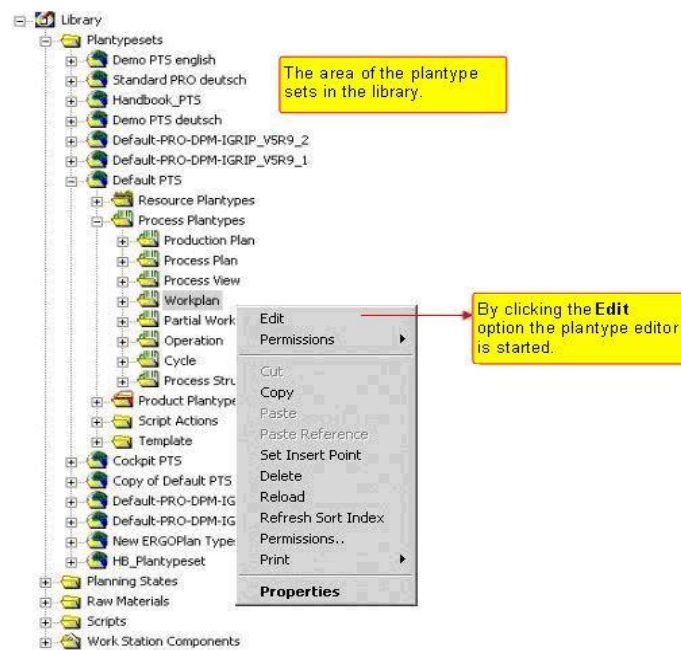 Library
Plantypesets
Demo PTS english
Standard PRO deutsch
Handbook_PTS
Demo PTS deutsch
Default-PRO-DPM-IGRIP_V5R9_2
Default-PRO-DPM-IGRIP_V5R9_1
Default PTS
Resource Plantypes
Process Plantypes
Production Plan
Process Plan
Process View
Workplan
Partial Work
Operation
Cycle
Process Stru
Product Plantype
Script Actions
Template
Cockpit PTS
Copy of Default PTS
Default-PRO-DPM-IG
Default-PRO-DPM-IG
New ERGOPlan Type
HB_Plantypeset
Planning States
Raw Materials
Scripts
Work Station Components
The area of the plantype
sets in the library.
Edit
Permissions
Cut
Copy
Paste
Paste Reference
Set Insert Point
Delete
Reload
Refresh Sort Index
Permissions..
Print
Properties
By clicking the Edit
option the plantype editor
is started.